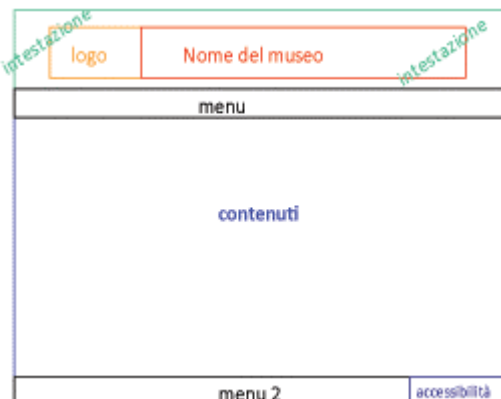 intestazione
intestazione
logo
Nome del museo
menu
contenuti
menu 2
accessibilità